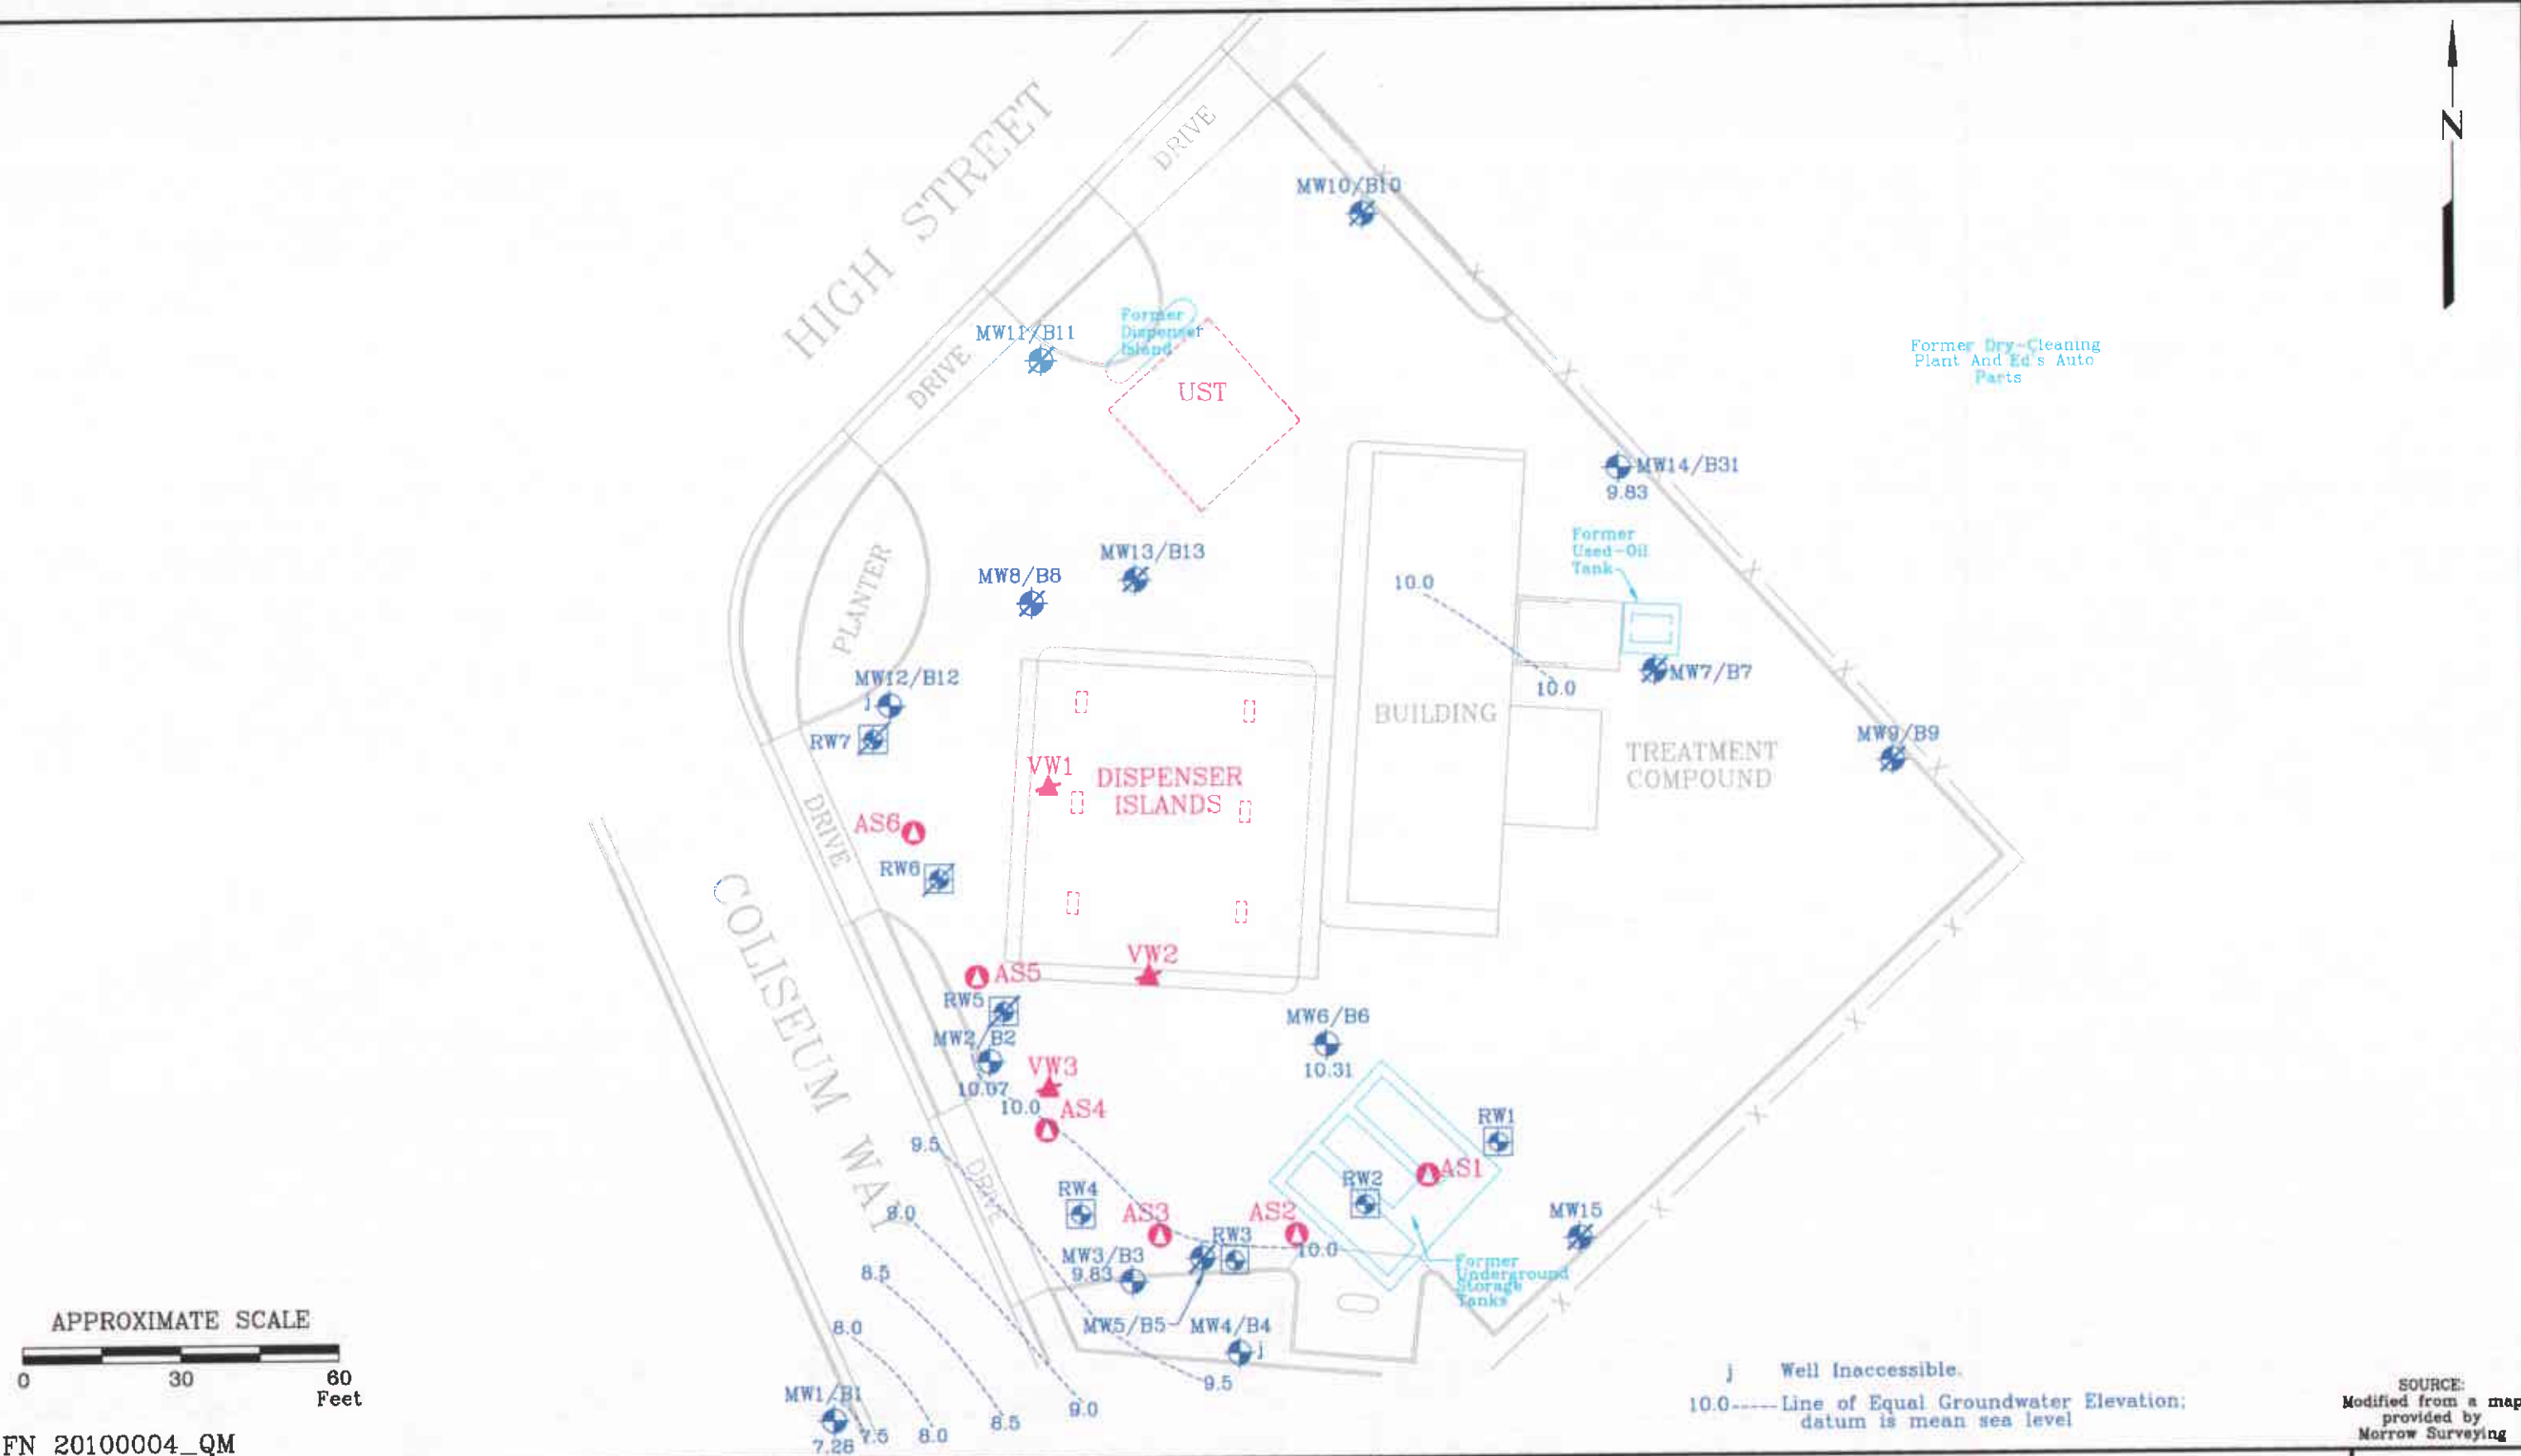 HIGH STREET
DRIVE
N
MW10/B10
MW11/B11
Former
Dispenser
Island
DRIVE
UST
Former Dry-Cleaning
Plant And Ed's Auto
Parts
MW14/B31
9.83
Former
Used-Oil
Tank
MW13/B13
MW8/B8
PLANTER
10.0
10.0
MW7/B7
MW12/B12
j
RW7
BUILDING
MW9/B9
TREATMENT
COMPOUND
VW1
DISPENSER
ISLANDS
AS6
DRIVE
RW6
COLISEUM WAY
VW2
AS5
RW5
MW2/B2
10.07
MW6/B6
10.31
VW3
10.0
AS4
9.5
RW1
DRIVE
AS1
RW2
RW4
9.0
AS3
AS2
RW3
MW15
10.0
MW3/B3
9.83
8.5
Former
Underground
Storage
Tanks
8.0
MW5/B5
MW4/B4
j
9.5
MW1/B1
7.28
7.5
8.0
8.5
9.0
APPROXIMATE SCALE
0 30 60
Feet
FN 20100004_QM
j Well Inaccessible.
10.0----- Line of Equal Groundwater Elevation;
datum is mean sea level
SOURCE:
Modified from a map
provided by
Morrow Surveying